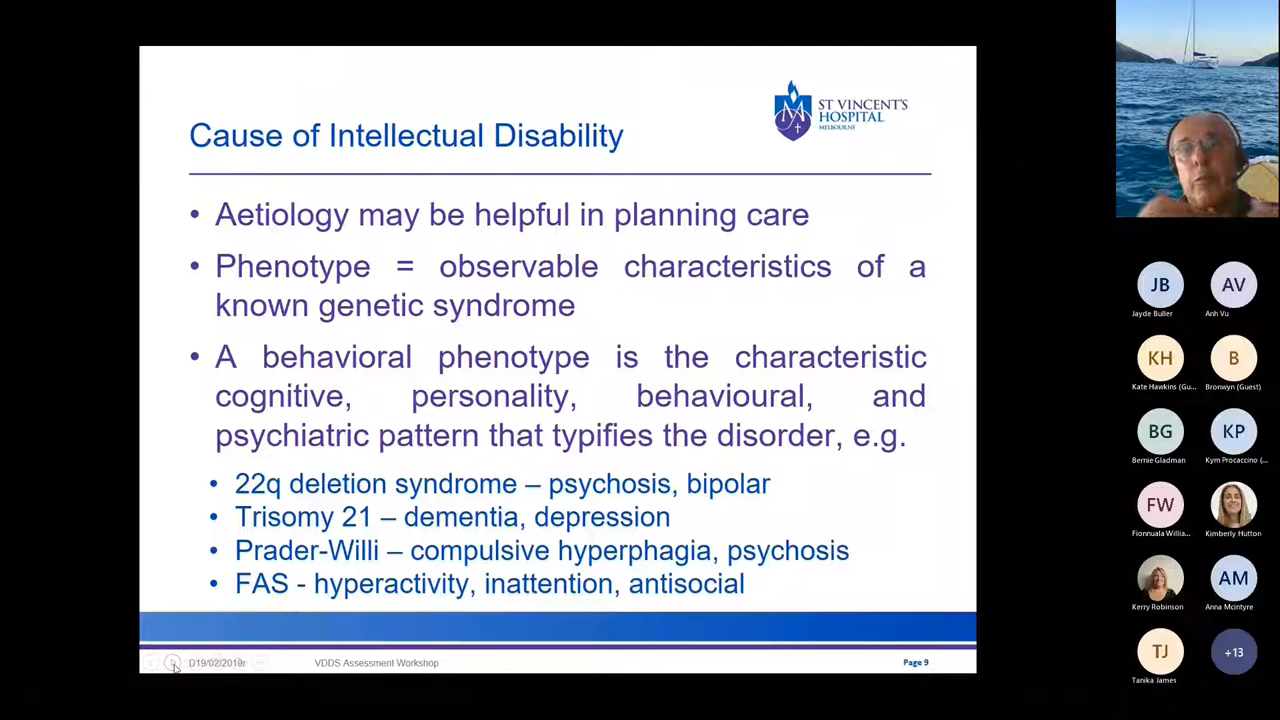 ST VINCENT'S
HOSPITAL
MELBOURNE
Cause of Intellectual Disability
• Aetiology may be helpful in planning care
• Phenotype = observable characteristics of a
known genetic syndrome
• A behavioral phenotype is the characteristic
cognitive, personality, behavioural, and
psychiatric pattern that typifies the disorder, e.g.
• 22q deletion syndrome – psychosis, bipolar
• Trisomy 21 – dementia, depression
• Prader-Willi – compulsive hyperphagia, psychosis
• FAS - hyperactivity, inattention, antisocial
VDDS Assessment Workshop
Page 9
JB AV
Jayde Buller Anh Vu
KH B
Kate Hawkins (Gu... Bronwyn (Guest)
BG KP
Bernie Gladman Kym Procaccino (...
FW
Fionnuala Willia... Kimberly Hutton
AM
Kerry Robinson Anna Mcintyre
TJ +13
Tanika James